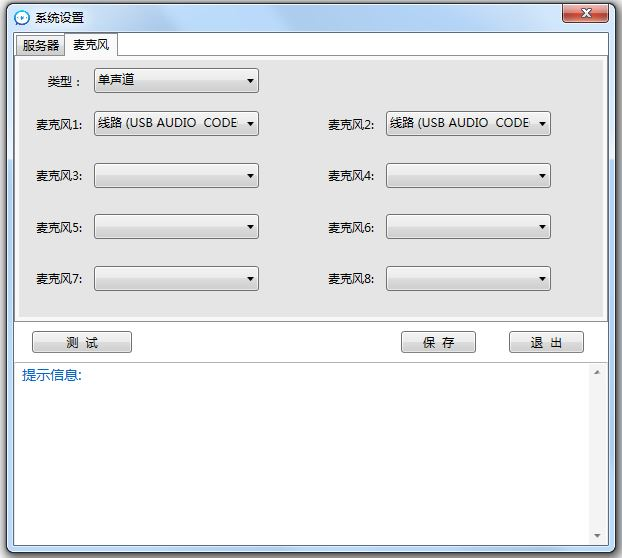 系统设置
服务器 麦克风
类型： 单声道
麦克风1: 线路 (USB AUDIO CODE 麦克风2: 线路 (USB AUDIO CODE
麦克风3: 麦克风4:
麦克风5: 麦克风6:
麦克风7: 麦克风8:
测 试 保 存 退 出
提示信息: